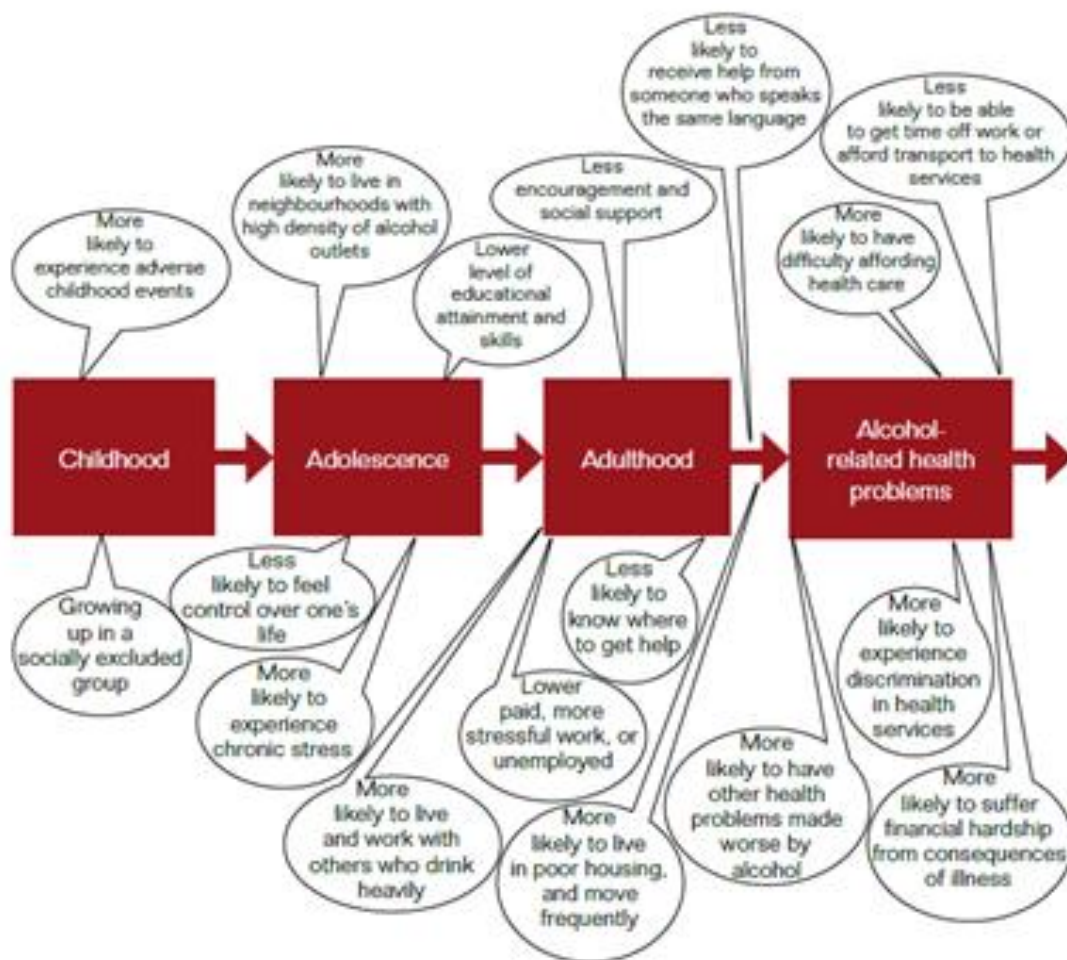 Less
likely to
receive help from
someone who speaks
the same language
Less
likely to be able
to get time off work or
afford transport to health
services
More
likely to live in
neighbourhoods with
high density of alcohol
outlets
Less
encouragement and
social support
More
likely to
experience adverse
childhood events
Lower
level of
educational
attainment and
skills
More
likely to have
difficulty affording
health care
Childhood
Adolescence
Adulthood
Alcohol-
related health
problems
Growing
up in a
socially excluded
group
Less
likely to feel
control over one's
life
More
likely to
experience
chronic stress
Less
likely to
know where
to get help
Lower
paid, more
stressful work, or
unemployed
More
likely to
experience
discrimination
in health
services
More
likely to live
and work with
others who drink
heavily
More
likely to live
in poor housing,
and move
frequently
More
likely to have
other health
problems made
worse by
alcohol
More
likely to suffer
financial hardship
from consequences
of illness